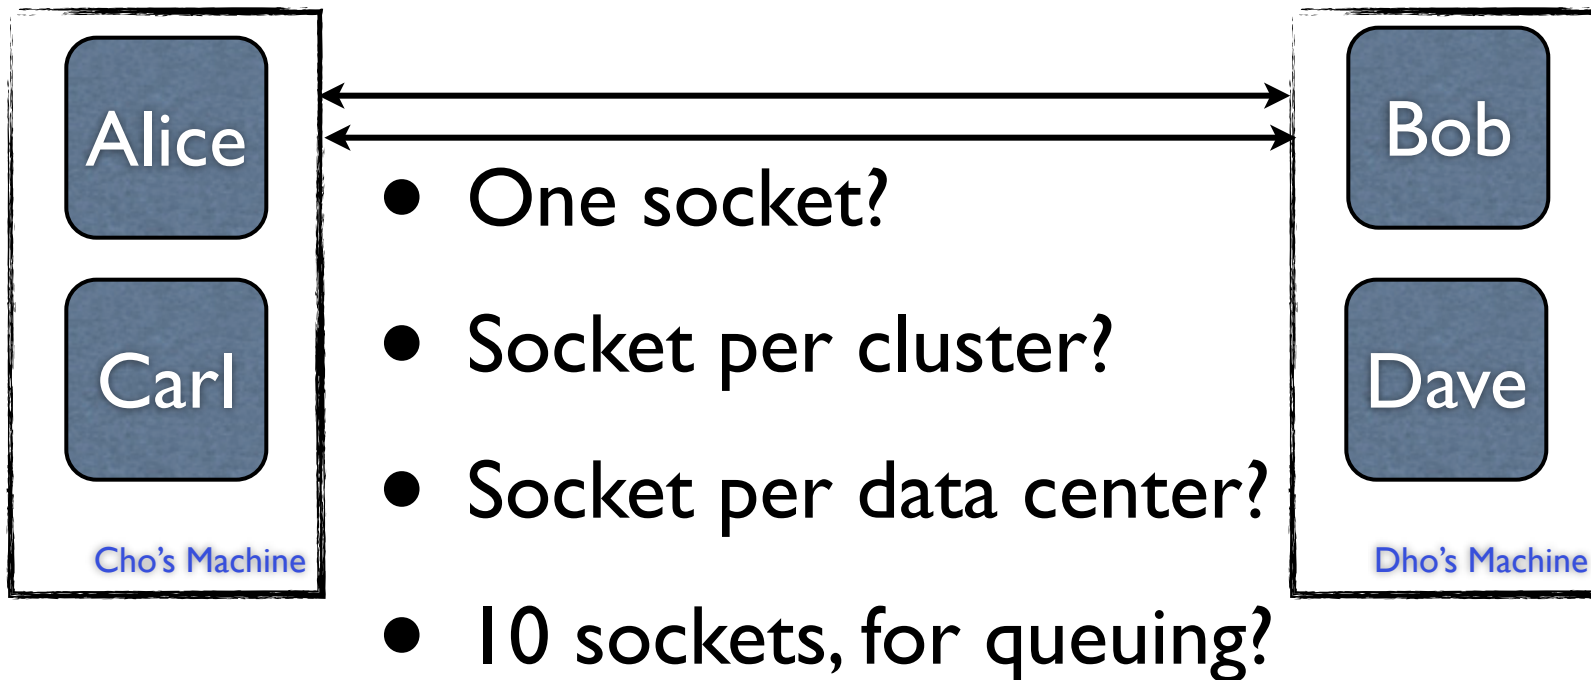 Alice
Carl
Cho's Machine
• One socket?
• Socket per cluster?
• Socket per data center?
• 10 sockets, for queuing?
Bob
Dave
Dho's Machine